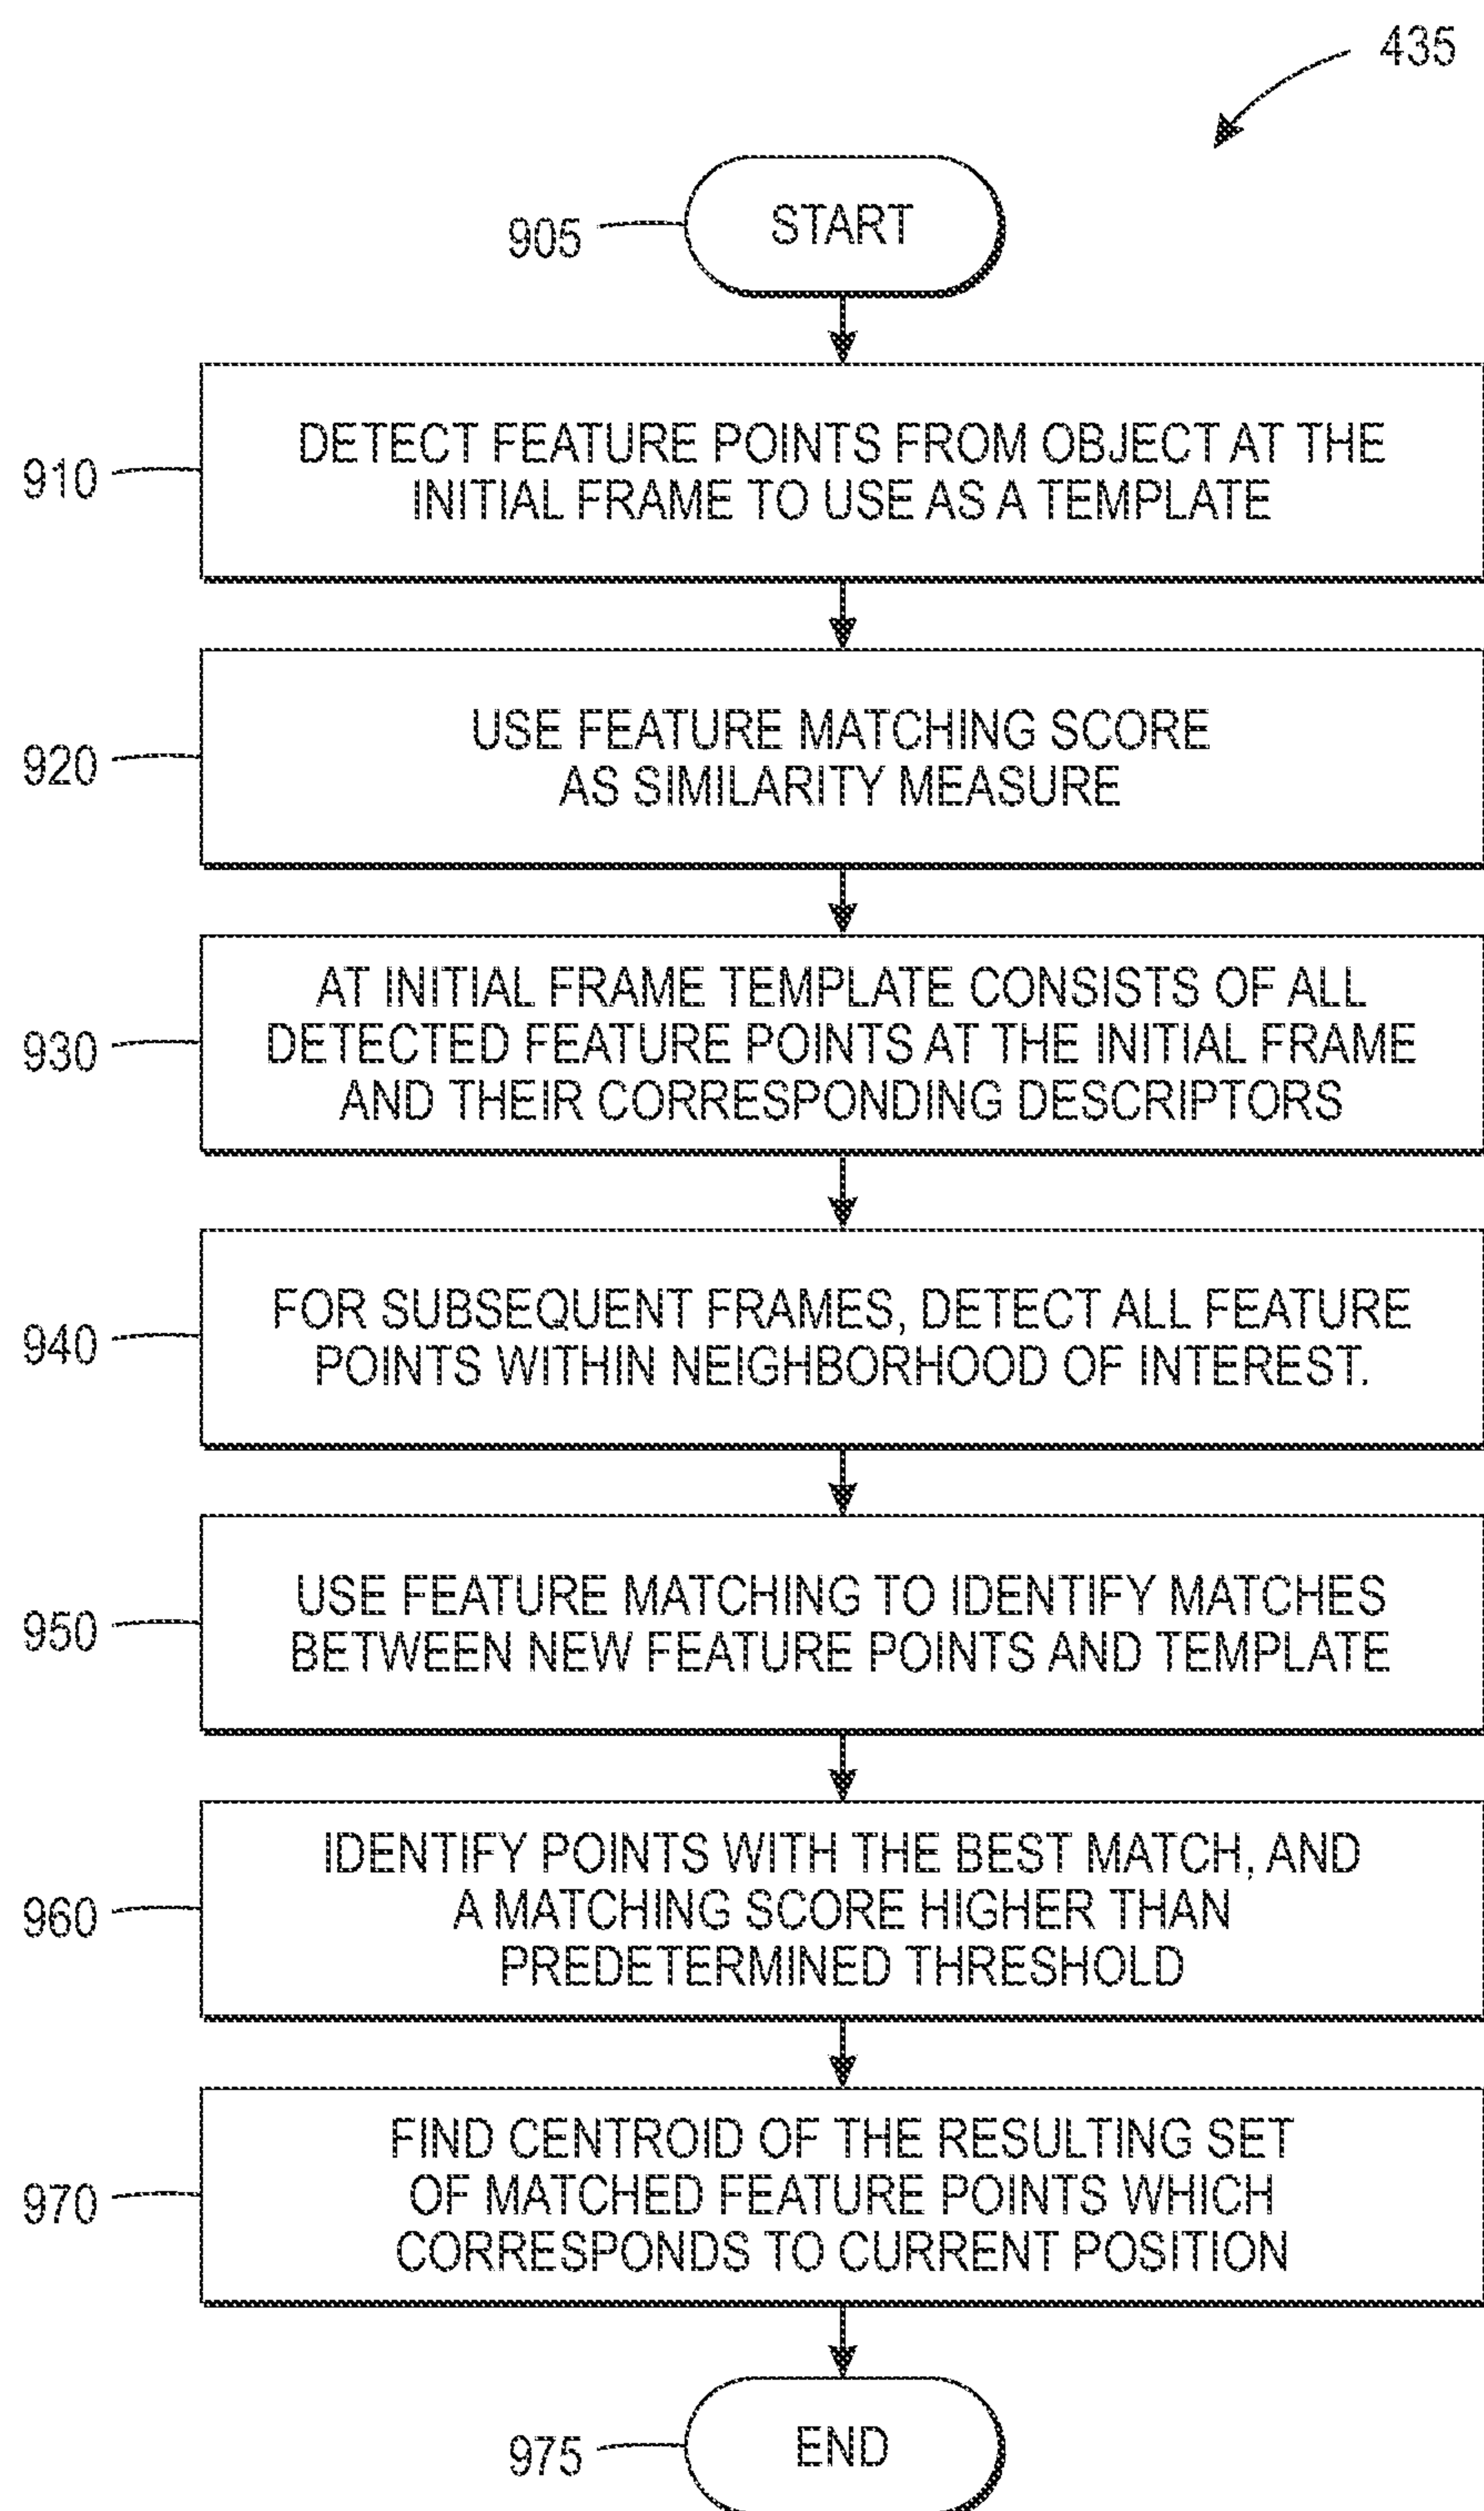 435
905
START
910
DETECT FEATURE POINTS FROM OBJECT AT THE
INITIAL FRAME TO USE AS A TEMPLATE
920
USE FEATURE MATCHING SCORE
AS SIMILARITY MEASURE
930
AT INITIAL FRAME TEMPLATE CONSISTS OF ALL
DETECTED FEATURE POINTS AT THE INITIAL FRAME
AND THEIR CORRESPONDING DESCRIPTORS
940
FOR SUBSEQUENT FRAMES, DETECT ALL FEATURE
POINTS WITHIN NEIGHBORHOOD OF INTEREST.
950
USE FEATURE MATCHING TO IDENTIFY MATCHES
BETWEEN NEW FEATURE POINTS AND TEMPLATE
960
IDENTIFY POINTS WITH THE BEST MATCH, AND
A MATCHING SCORE HIGHER THAN
PREDETERMINED THRESHOLD
970
FIND CENTROID OF THE RESULTING SET
OF MATCHED FEATURE POINTS WHICH
CORRESPONDS TO CURRENT POSITION
975
END